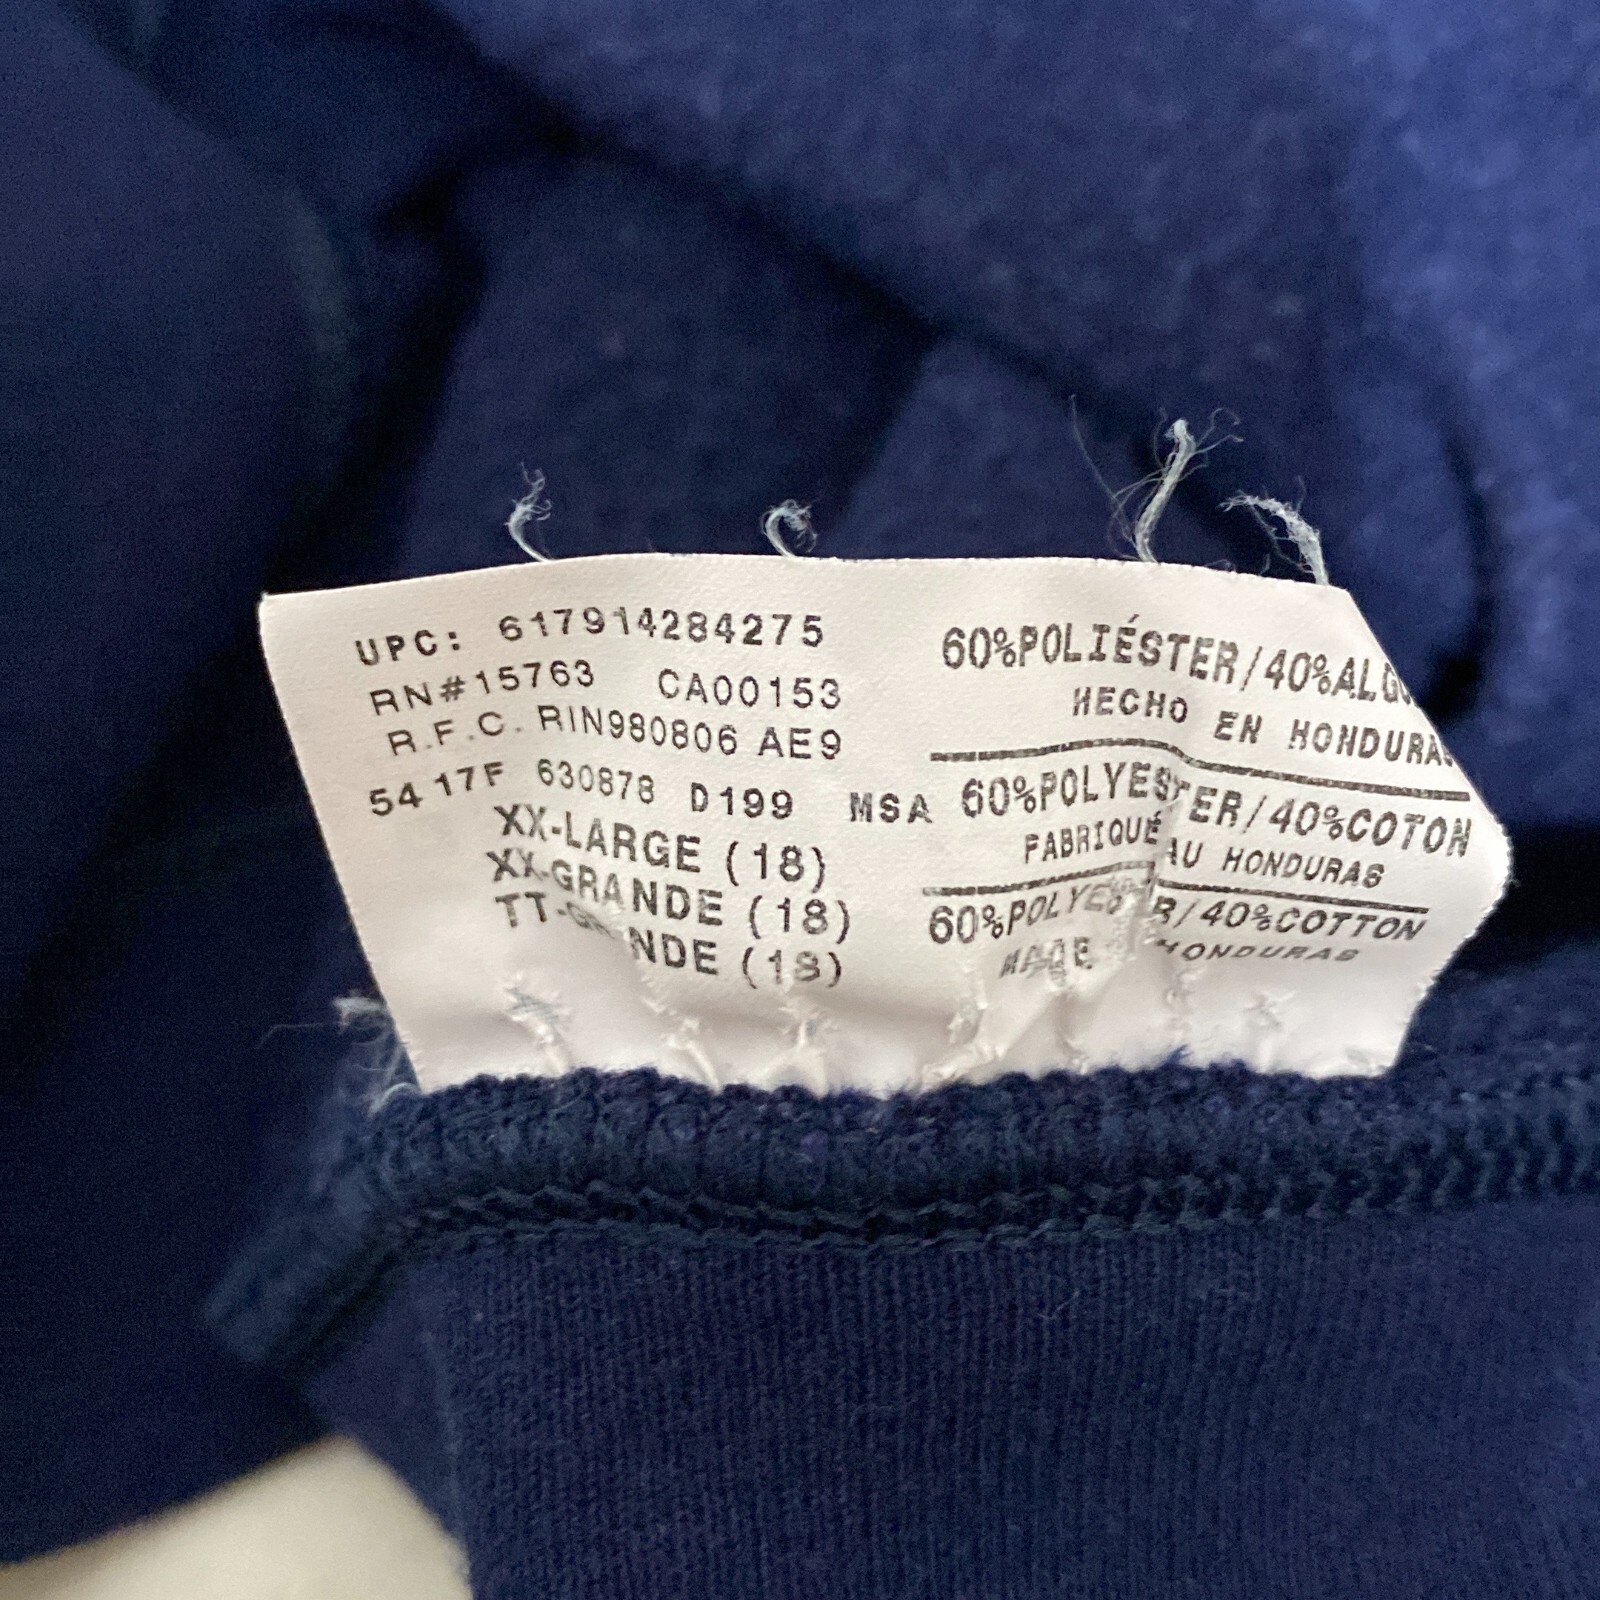 UPC: 617914284275
RN#15763 CA00153
R.F.C. RIN980806 AE9
54 17F 630878 D199 MSA
XX-LARGE (18)
XX-GRANDE (18)
TT-GRANDE (18)
60%POLIÉSTER/40%ALGO
HECHO EN HONDURAS
60%POLYESTER/40%COTON
FABRIQUÉ AU HONDURAS
60%POLYESTER/40%COTTON
MADE HONDURAS